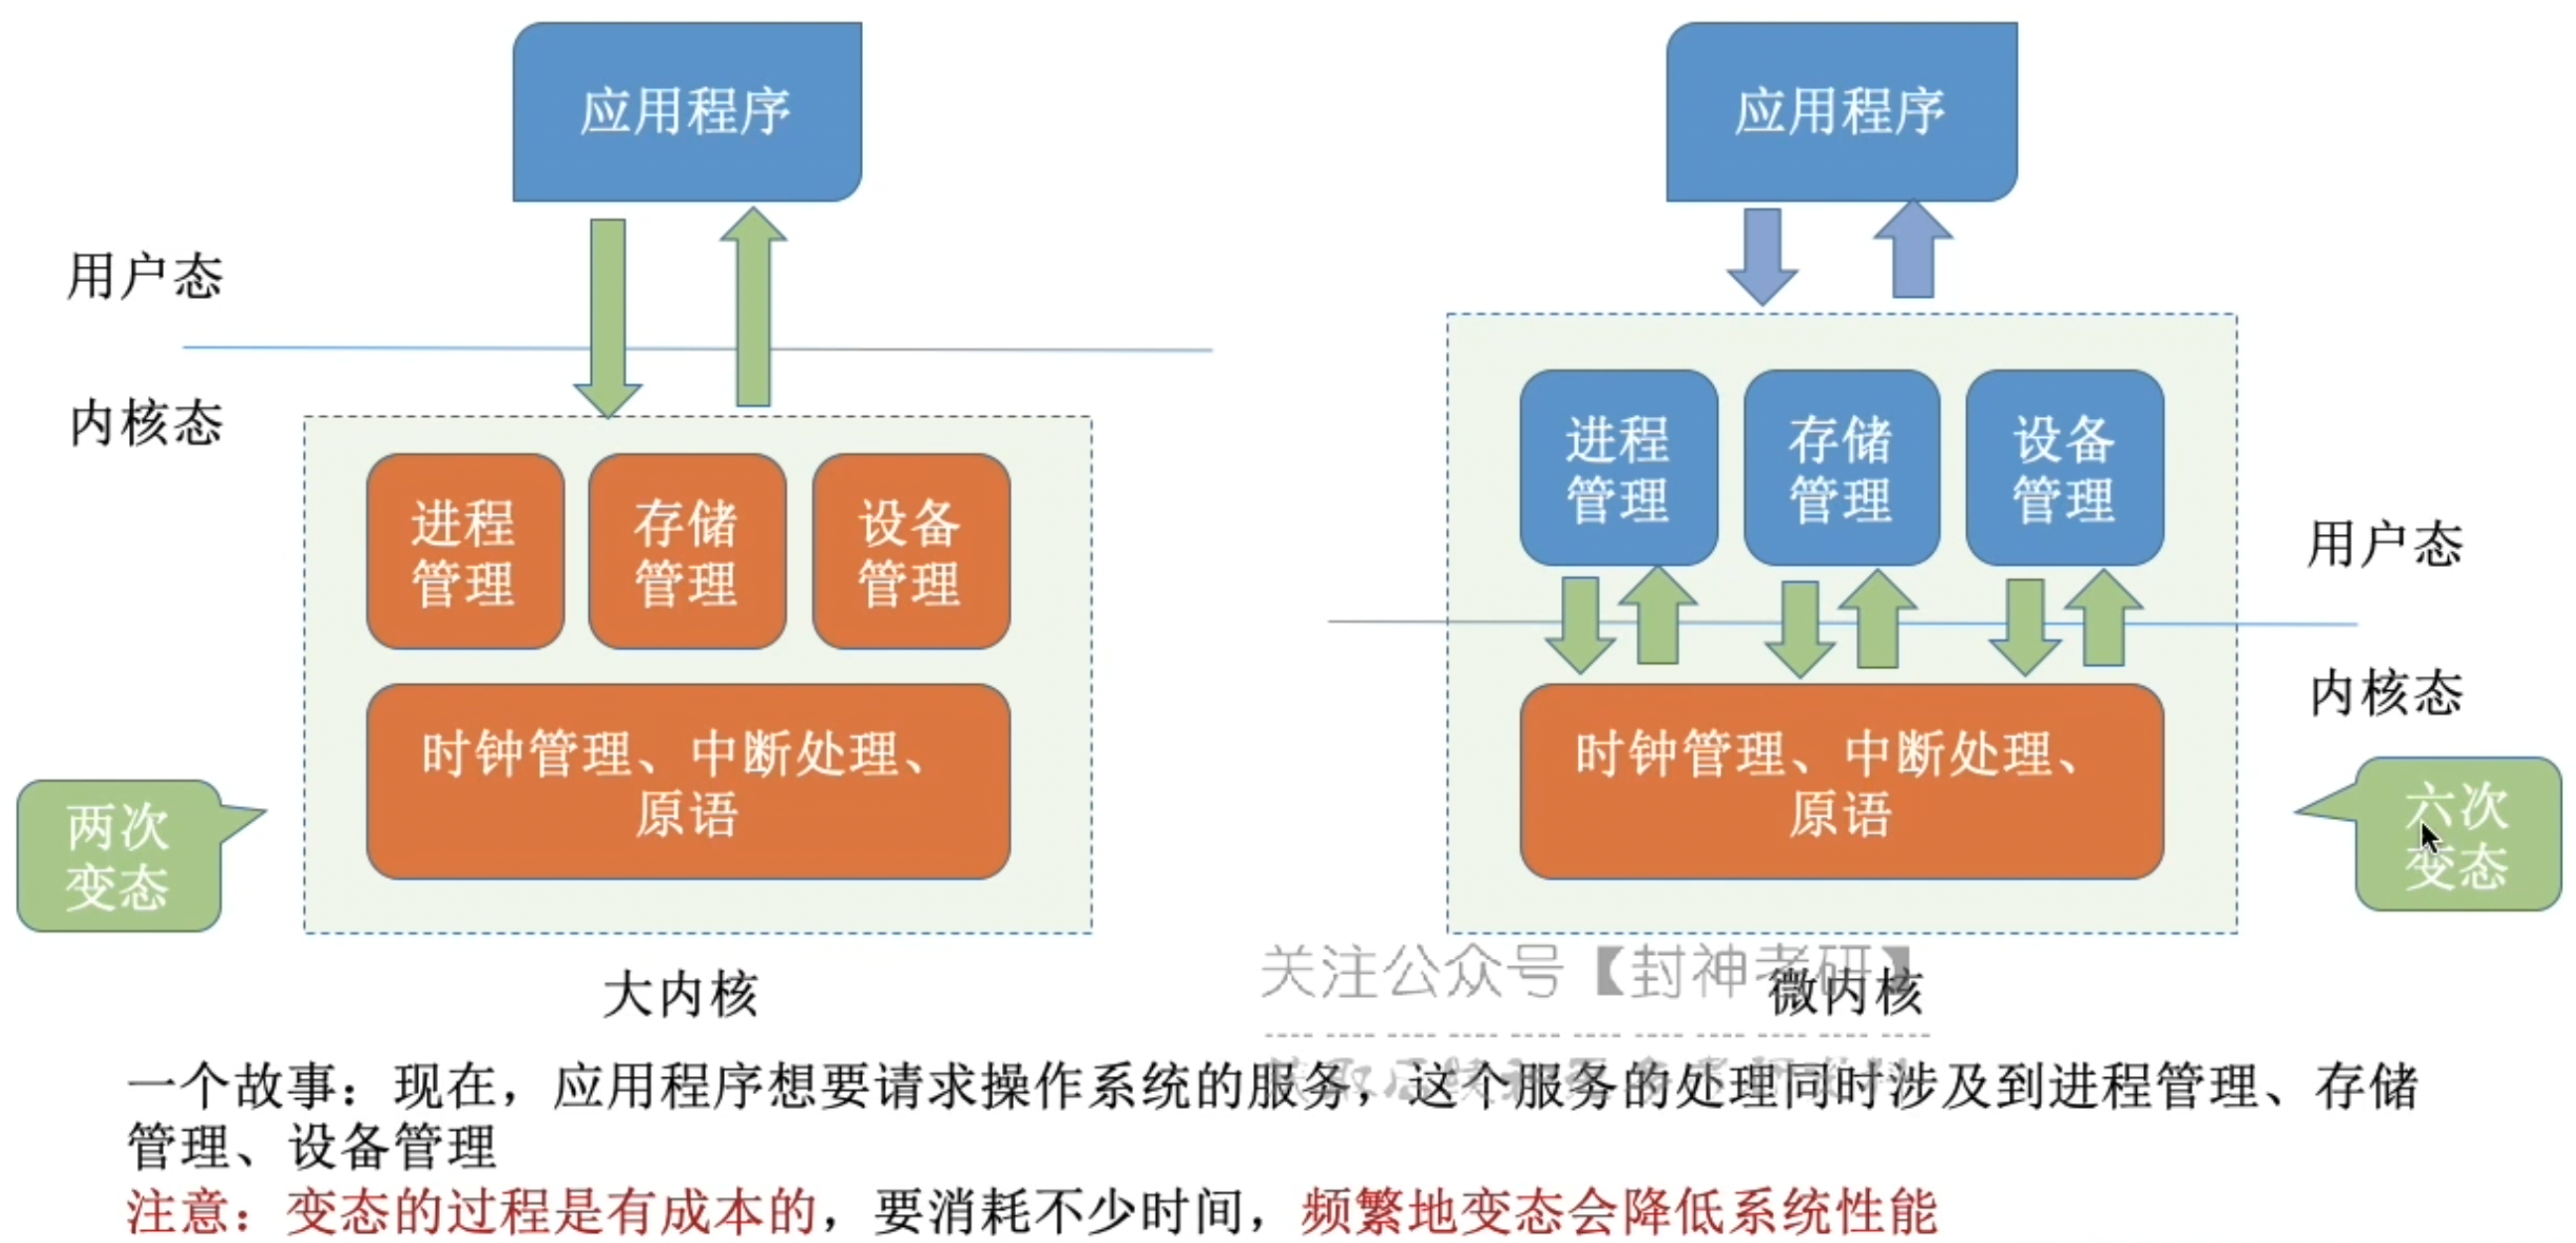 应用程序
应用程序
用户态
内核态
进程
管理
存储
管理
设备
管理
时钟管理、中断处理、
原语
两次
变态
大内核
进程
管理
存储
管理
设备
管理
用户态
内核态
时钟管理、中断处理、
原语
六次
变态
关注公众号【封神考研】
微内核
一个故事：现在，应用程序想要请求操作系统的服务，这个服务的处理同时涉及到进程管理、存储
管理、设备管理
注意：变态的过程是有成本的，要消耗不少时间，频繁地变态会降低系统性能